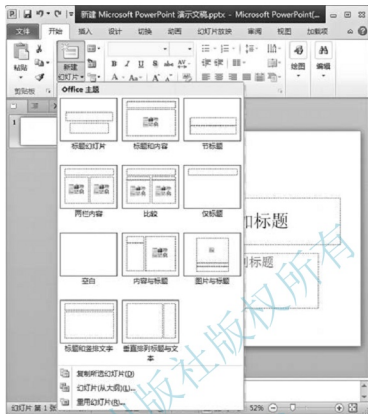 新建 Microsoft PowerPoint 演示文稿.pptx - Microsoft PowerPoint(...
文件 开始 插入 设计 切换 动画 幻灯片放映 审阅 视图 加载项
粘贴 新建 幻灯片 绘图 编辑
剪贴板
Office 主题
1
标题幻灯片 标题和内容 节标题
两栏内容 比较 仅标题
加标题
副标题
空白 内容与标题 图片与标题
标题和竖排文字 垂直排列标题与文本
复制所选幻灯片(D)
幻灯片(从大纲)(L)...
重用幻灯片(R)...
幻灯片 第 1 张 52%
社版权所有